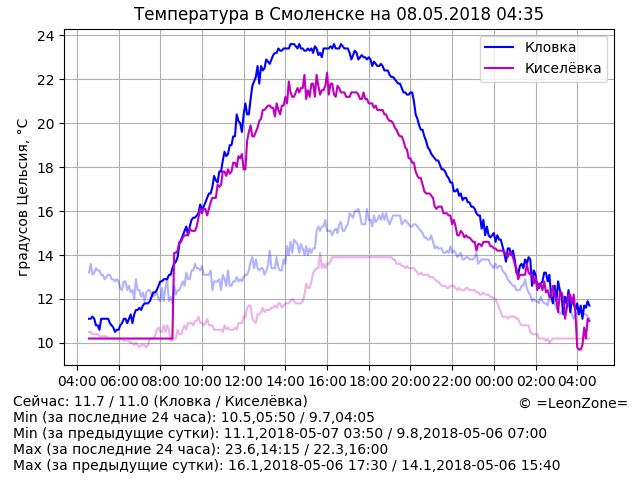 Температура в Смоленске на 08.05.2018 04:35
градусов Цельсия, °C
24
22
20
18
16
14
12
10
Кловка
Киселёвка
04:00 06:00 08:00 10:00 12:00 14:00 16:00 18:00 20:00 22:00 00:00 02:00 04:00
Сейчас: 11.7 / 11.0 (Кловка / Киселёвка)
© =LeonZone=
Min (за последние 24 часа): 10.5,05:50 / 9.7,04:05
Min (за предыдущие сутки): 11.1,2018-05-07 03:50 / 9.8,2018-05-06 07:00
Max (за последние 24 часа): 23.6,14:15 / 22.3,16:00
Max (за предыдущие сутки): 16.1,2018-05-06 17:30 / 14.1,2018-05-06 15:40